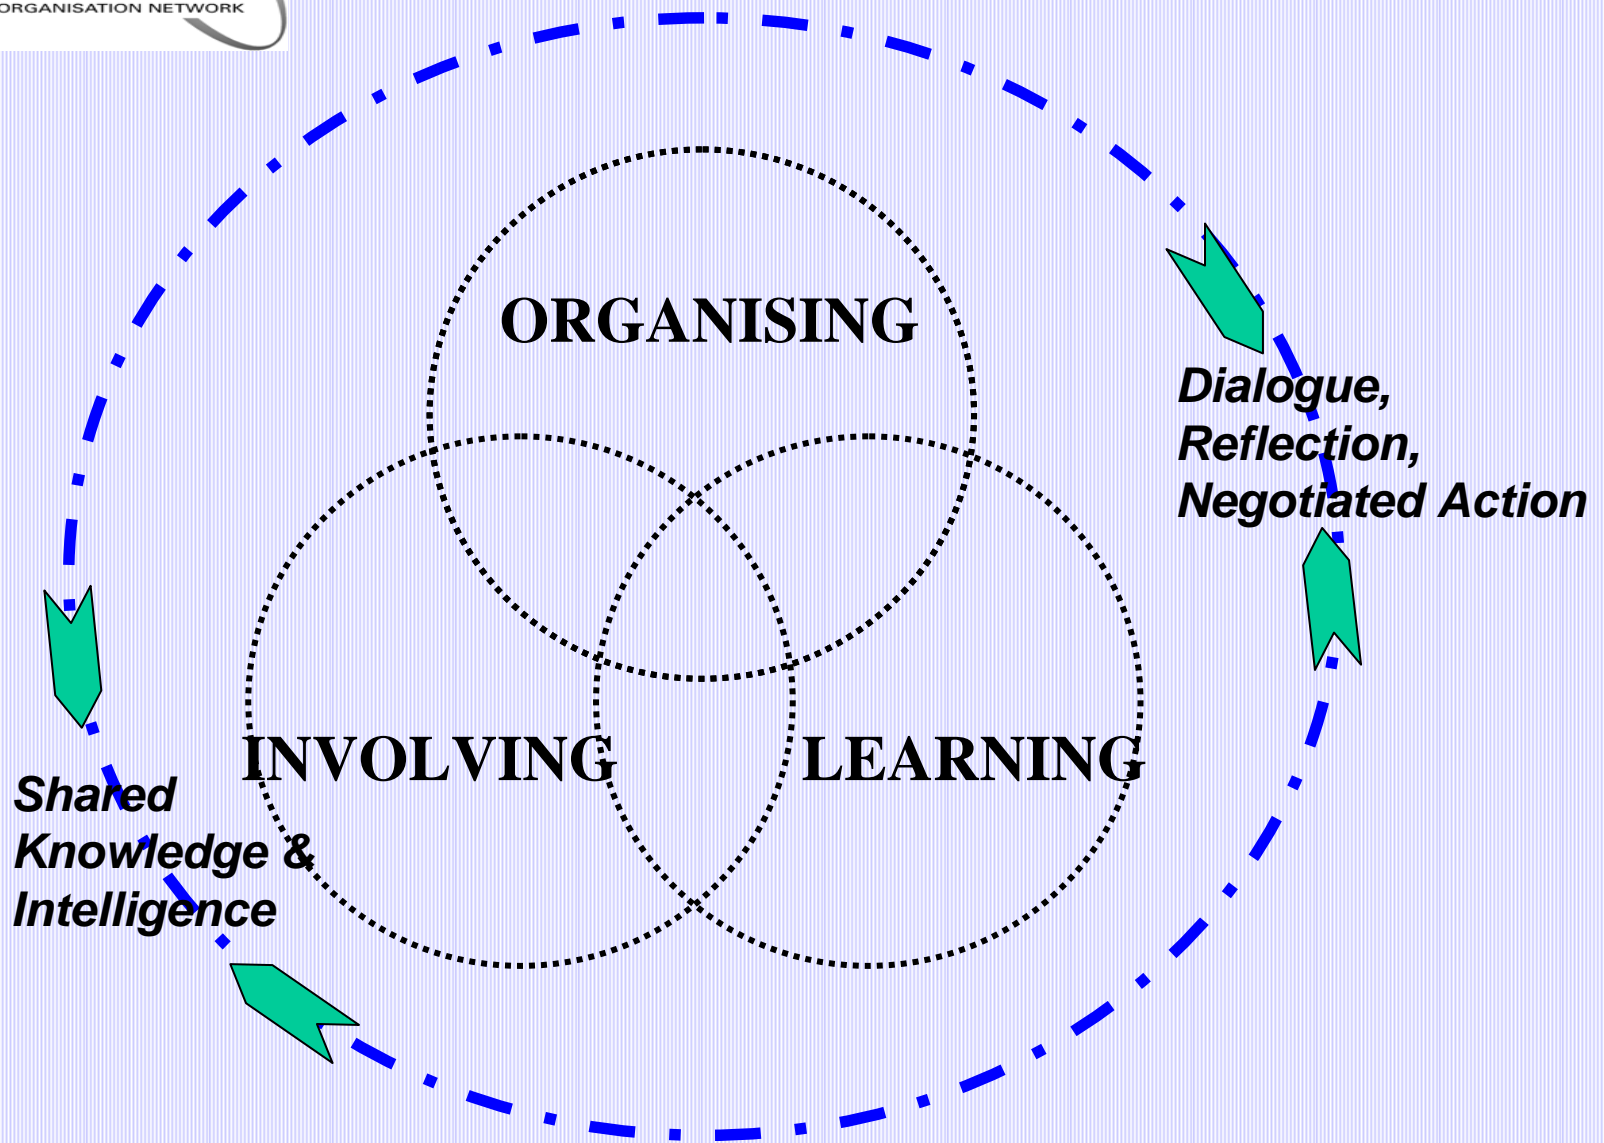 ORGANISATION NETWORK
ORGANISING
Dialogue,
Reflection,
Negotiated Action
INVOLVING
LEARNING
Shared
Knowledge &
Intelligence